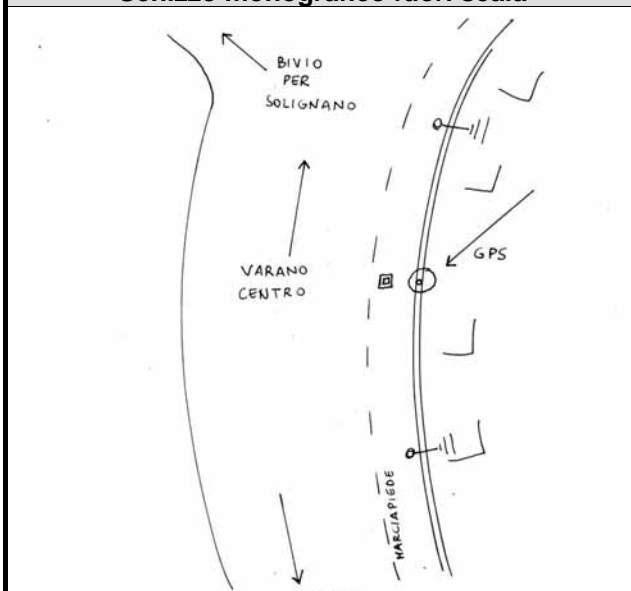 Schizzo monografico fuori scala
BIVIO
PER
SOLIGNANO
GPS
VARANO
CENTRO
MARCIAPIEDE